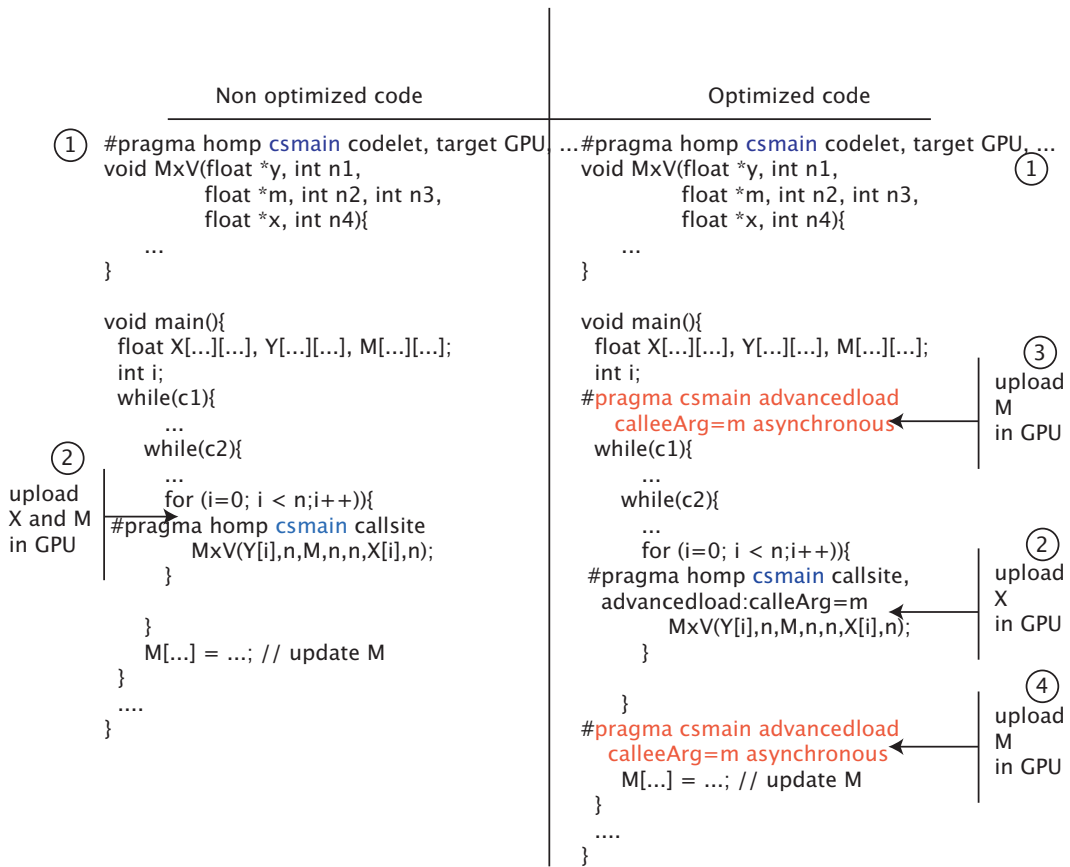 Non optimized code
① #pragma homp csmain codelet, target GPU, ...
void MxV(float *y, int n1,
float *m, int n2, int n3,
float *x, int n4){
...
}
void main(){
float X[...][...], Y[...][...], M[...][...];
int i;
while(c1){
...
while(c2){
...
for (i=0; i < n;i++)){
#pragma homp csmain callsite
MxV(Y[i],n,M,n,n,X[i],n);
}
}
M[...] = ...; // update M
}
....
}
②
upload
X and M
in GPU
Optimized code
#pragma homp csmain codelet, target GPU, ...
void MxV(float *y, int n1,
①
float *m, int n2, int n3,
float *x, int n4){
...
}
void main(){
float X[...][...], Y[...][...], M[...][...];
int i;
#pragma csmain advancedload
calleeArg=m asynchronous
while(c1){
...
while(c2){
...
for (i=0; i < n;i++)){
#pragma homp csmain callsite,
advancedload:calleArg=m
MxV(Y[i],n,M,n,n,X[i],n);
}
}
#pragma csmain advancedload
calleeArg=m asynchronous
M[...] = ...; // update M
}
....
}
③
upload
M
in GPU
②
upload
X
in GPU
④
upload
M
in GPU